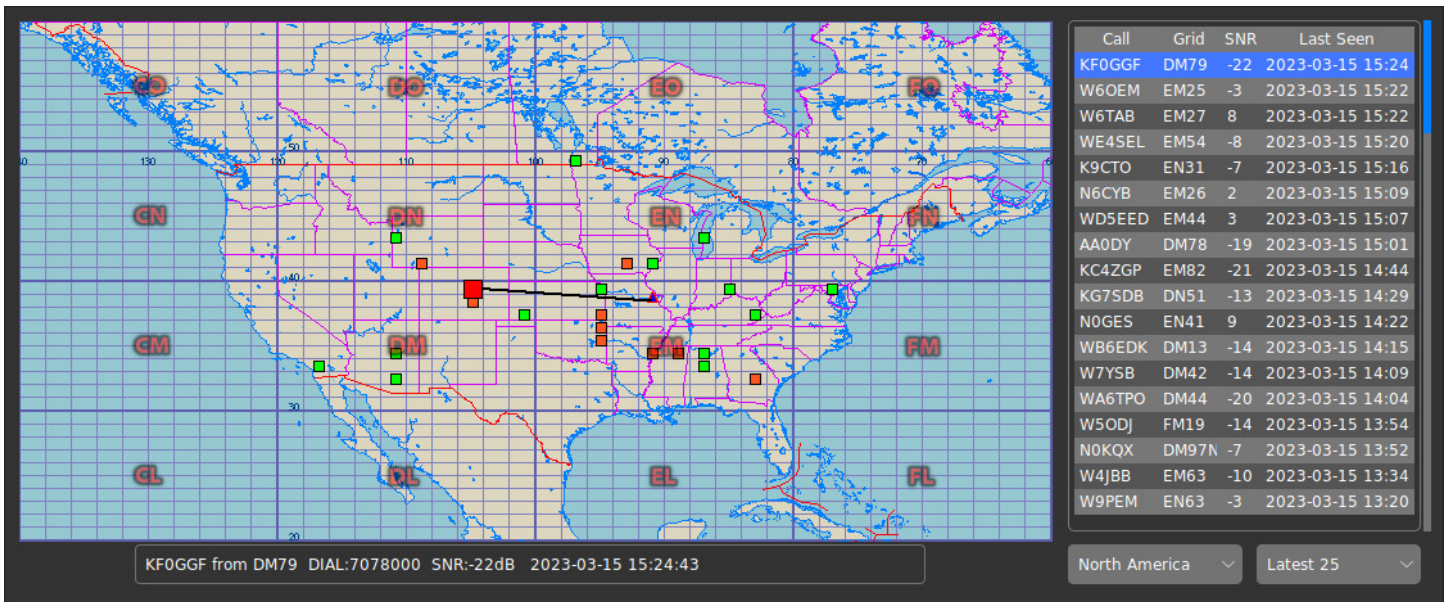 CO DO EO FO
50
130 120 110 100 90 80 70 60
CN DN EN FN
40
CM DM EM FM
30
CL DL EL FL
20
Call Grid SNR Last Seen
KF0GGF DM79 -22 2023-03-15 15:24
W6OEM EM25 -3 2023-03-15 15:22
W6TAB EM27 8 2023-03-15 15:22
WE4SEL EM54 -8 2023-03-15 15:20
K9CTO EN31 -7 2023-03-15 15:16
N6CYB EM26 2 2023-03-15 15:09
WD5EED EM44 3 2023-03-15 15:07
AA0DY DM78 -19 2023-03-15 15:01
KC4ZGP EM82 -21 2023-03-15 14:44
KG7SDB DN51 -13 2023-03-15 14:29
N0GES EN41 9 2023-03-15 14:22
WB6EDK DM13 -14 2023-03-15 14:15
W7YSB DM42 -14 2023-03-15 14:09
WA6TPO DM44 -20 2023-03-15 14:04
W5ODJ FM19 -14 2023-03-15 13:54
N0KQX DM97N -7 2023-03-15 13:52
W4JBB EM63 -10 2023-03-15 13:34
W9PEM EN63 -3 2023-03-15 13:20
KF0GGF from DM79 DIAL:7078000 SNR:-22dB 2023-03-15 15:24:43
North America
Latest 25